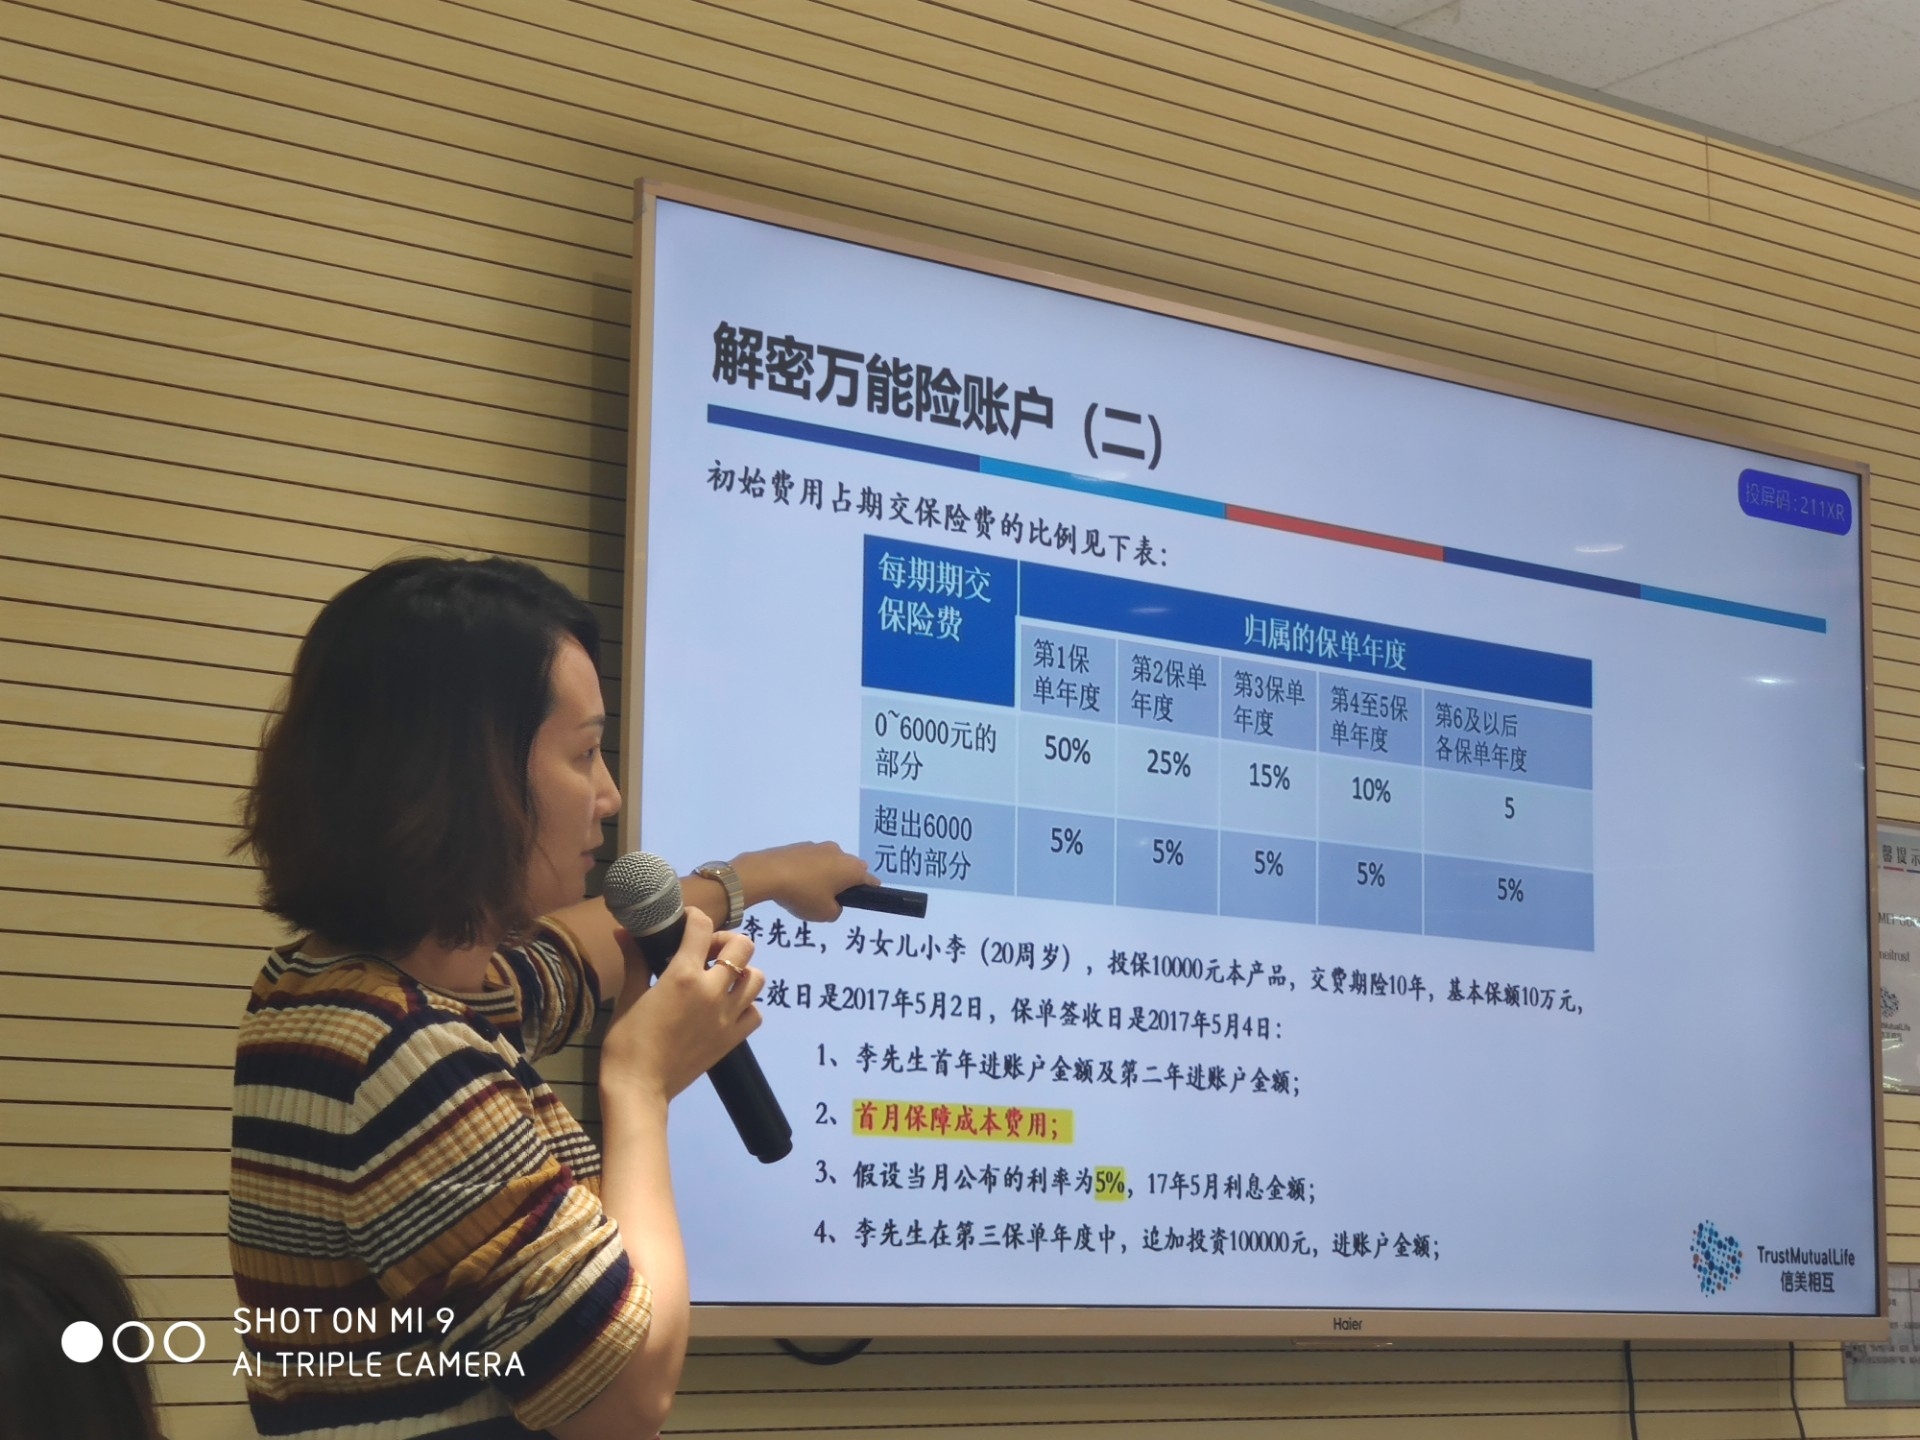 解密万能险账户（二）
投屏码:211XR
初始费用占期交保险费的比例见下表：
每期期交
保险费
归属的保单年度
第1保
单年度
第2保单
年度
第3保单
年度
第4至5保
单年度
第6及以后
各保单年度
0~6000元的
部分
50%
25%
15%
10%
5
超出6000
元的部分
5%
5%
5%
5%
5%
李先生，为女儿小李（20周岁），投保10000元本产品，交费期险10年，基本保额10万元，
效日是2017年5月2日，保单签收日是2017年5月4日：
1、李先生首年进账户金额及第二年进账户金额；
2、首月保障成本费用；
3、假设当月公布的利率为5%，17年5月利息金额；
4、李先生在第三保单年度中，追加投资100000元，进账户金额；
TrustMutualLife
信美相互
Haier
SHOT ON MI 9
AI TRIPLE CAMERA